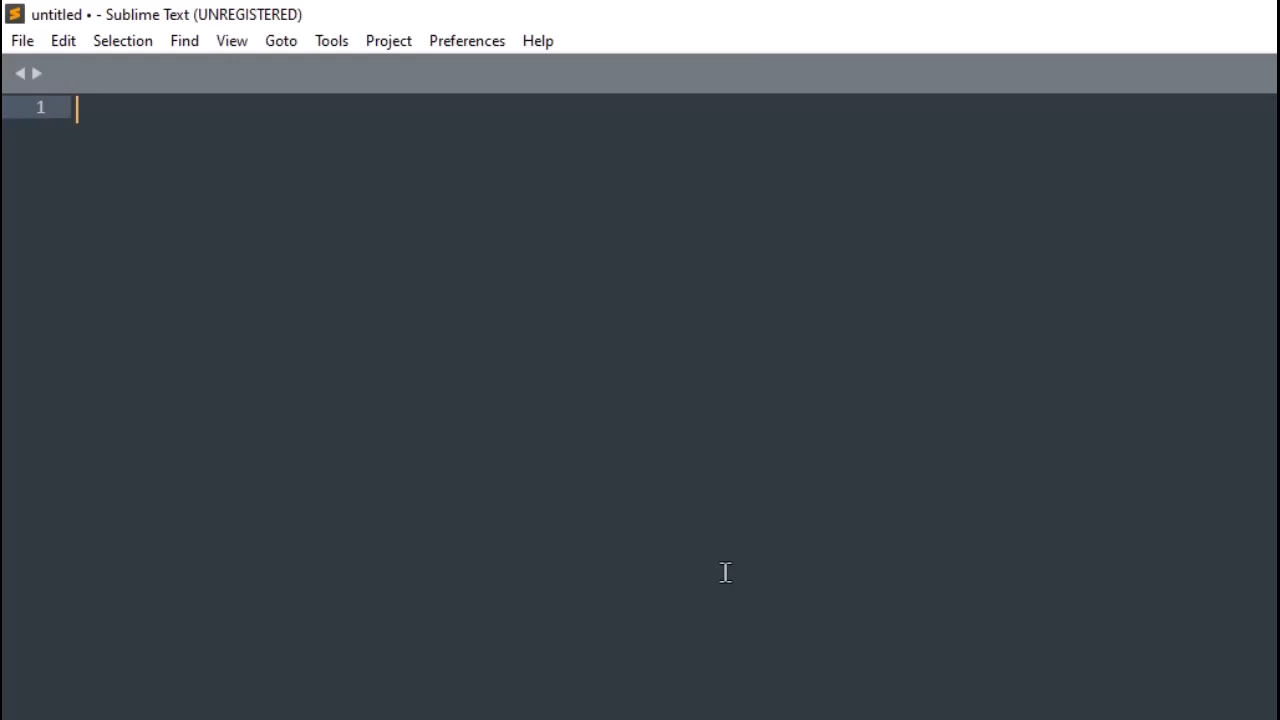 untitled • - Sublime Text (UNREGISTERED)
File Edit Selection Find View Goto Tools Project Preferences Help
1